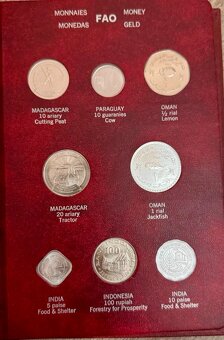 MONNAIES FAO MONEY
MONEDAS GELD
MADAGASCAR
10 ariary
Cutting Peat
PARAGUAY
10 guaranies
Cow
OMAN
½ rial
Lemon
MADAGASCAR
20 ariary
Tractor
OMAN
1 rial
Jackfish
INDIA
5 paise
Food & Shelter
INDONESIA
100 rupiah
Forestry for Prosperity
INDIA
10 paise
Food & Shelter